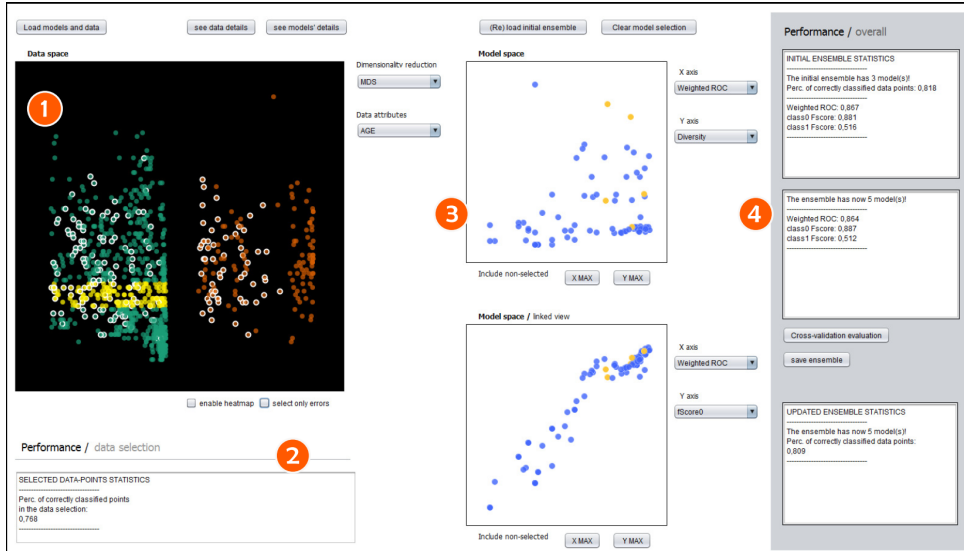 Load models and data
see data details
see models' details
(Re) load initial ensemble
Clear model selection
Performance / overall
Data space
Dimensionality reduction
MDS
Data attributes
AGE
1
enable heatmap
select only errors
Performance / data selection
2
SELECTED DATA-POINTS STATISTICS
-----------------------------------
Perc. of correctly classified points
in the data selection:
0,768
-----------------------------------
Model space
X axis
Weighted ROC
Y axis
Diversity
3
Include non-selected
X MAX
Y MAX
Model space / linked view
X axis
Weighted ROC
Y axis
fScore0
Include non-selected
X MAX
Y MAX
4
INITIAL ENSEMBLE STATISTICS
-----------------------------------
The initial ensemble has 3 model(s)!
Perc. of correctly classified data points: 0,818
-----------------------------------
Weighted ROC: 0,867
class0 Fscore: 0,881
class1 Fscore: 0,516
-----------------------------------
The ensemble has now 5 model(s)!
-----------------------------------
Weighted ROC: 0,864
class0 Fscore: 0,887
class1 Fscore: 0,512
-----------------------------------
Cross-validation evaluation
save ensemble
UPDATED ENSEMBLE STATISTICS
-----------------------------------
The ensemble has now 5 model(s)!
Perc. of correctly classified data points:
0,809
-----------------------------------